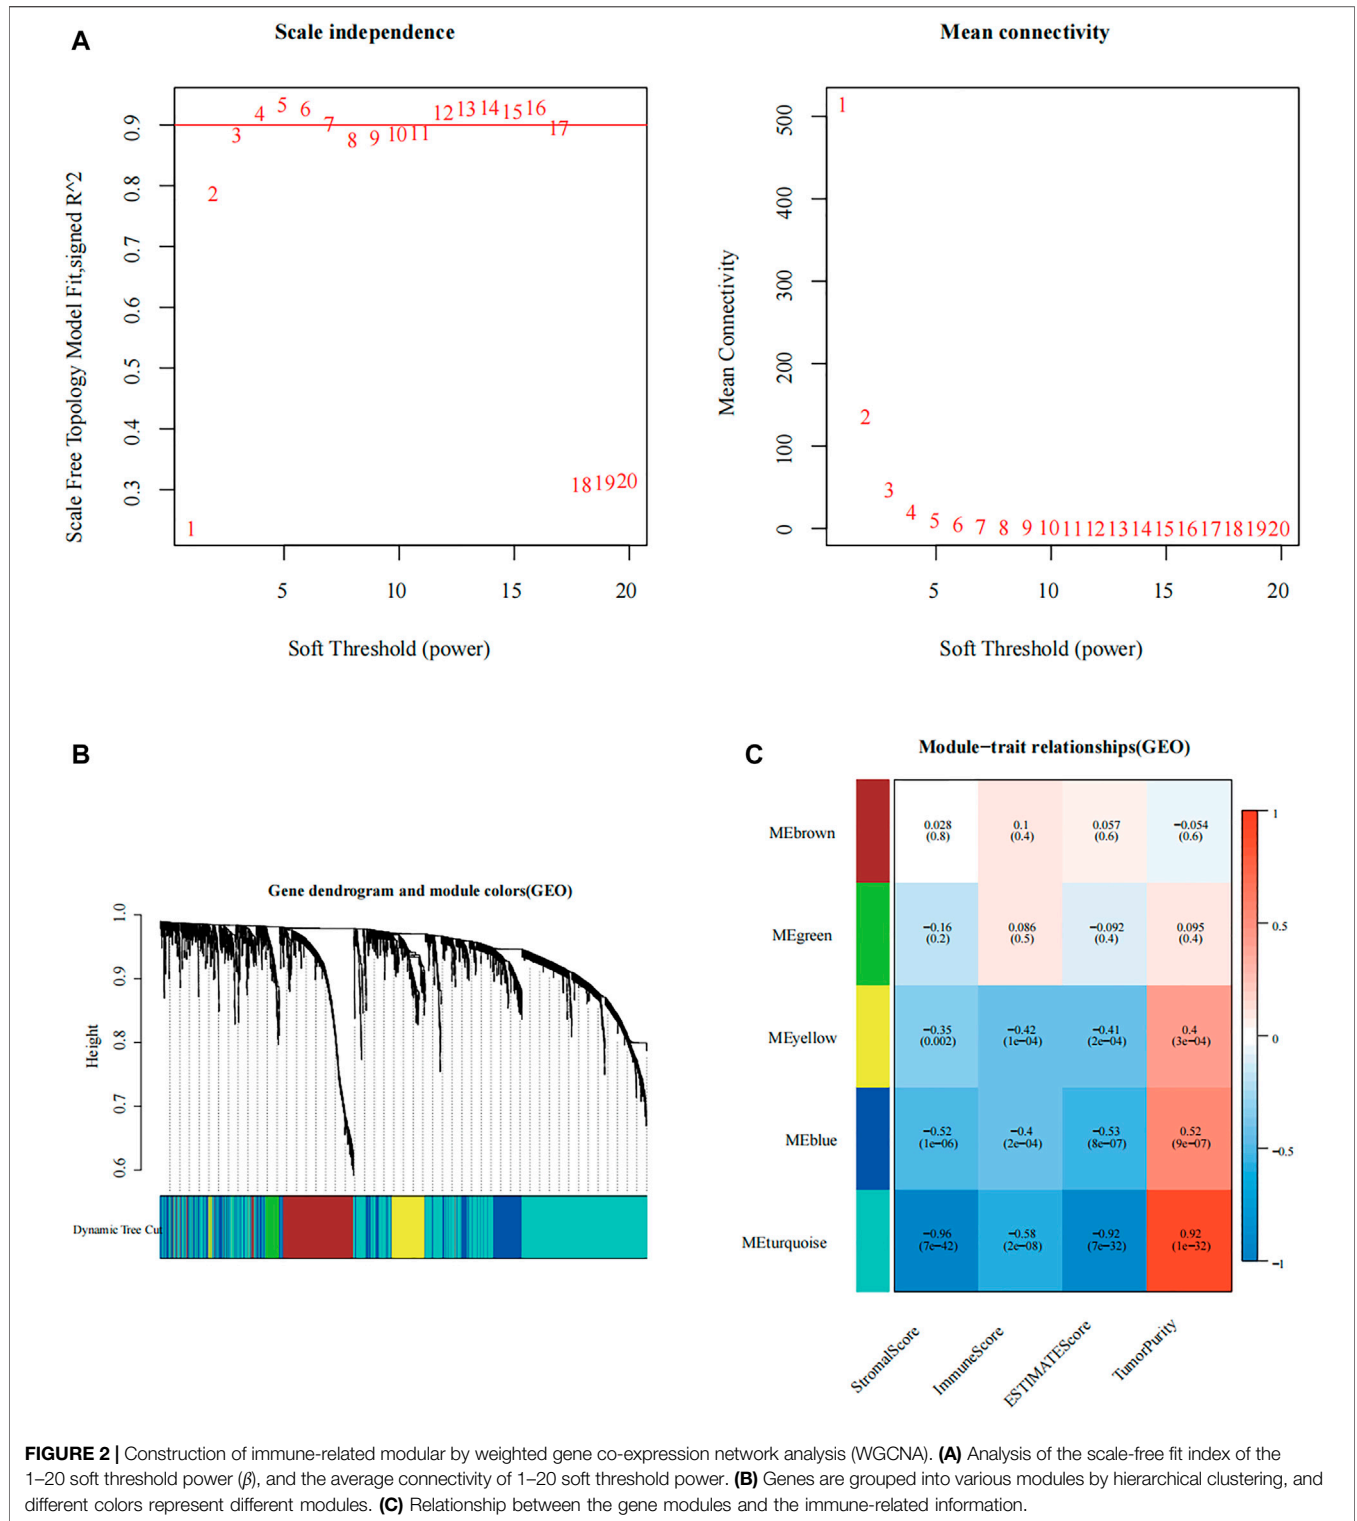 A
Scale independence
Scale Free Topology Model Fit,signed R^2
0.9
0.8
0.7
0.6
0.5
0.4
0.3
1
2
3
4
5
6
7
8
9
10
11
12
13
14
15
16
17
18
19
20
5
10
15
20
Soft Threshold (power)
Mean connectivity
Mean Connectivity
500
400
300
200
100
0
1
2
3
4
5
6
7
8
9
10
11
12
13
14
15
16
17
18
19
20
5
10
15
20
Soft Threshold (power)
B
Gene dendrogram and module colors(GEO)
Height
1.0
0.9
0.8
0.7
0.6
Dynamic Tree Cut
C
Module−trait relationships(GEO)
MEbrown
0.028 0.1 0.057 −0.054
(0.8) (0.4) (0.6) (0.6)
MEgreen
−0.16 0.086 −0.092 0.095
(0.2) (0.5) (0.4) (0.4)
MEyellow
−0.35 −0.42 −0.41 0.4
(0.002) (1e−04) (2e−04) (3e−04)
MEblue
−0.52 −0.4 −0.53 0.52
(1e−06) (2e−04) (8e−07) (9e−07)
MEturquoise
−0.96 −0.58 −0.92 0.92
(7e−42) (2e−08) (7e−32) (1e−32)
StromalScore
ImmuneScore
ESTIMATEScore
TumorPurity
1
0.5
0
−0.5
−1
FIGURE 2 | Construction of immune-related modular by weighted gene co-expression network analysis (WGCNA). (A) Analysis of the scale-free fit index of the
1–20 soft threshold power (β), and the average connectivity of 1–20 soft threshold power. (B) Genes are grouped into various modules by hierarchical clustering, and
different colors represent different modules. (C) Relationship between the gene modules and the immune-related information.